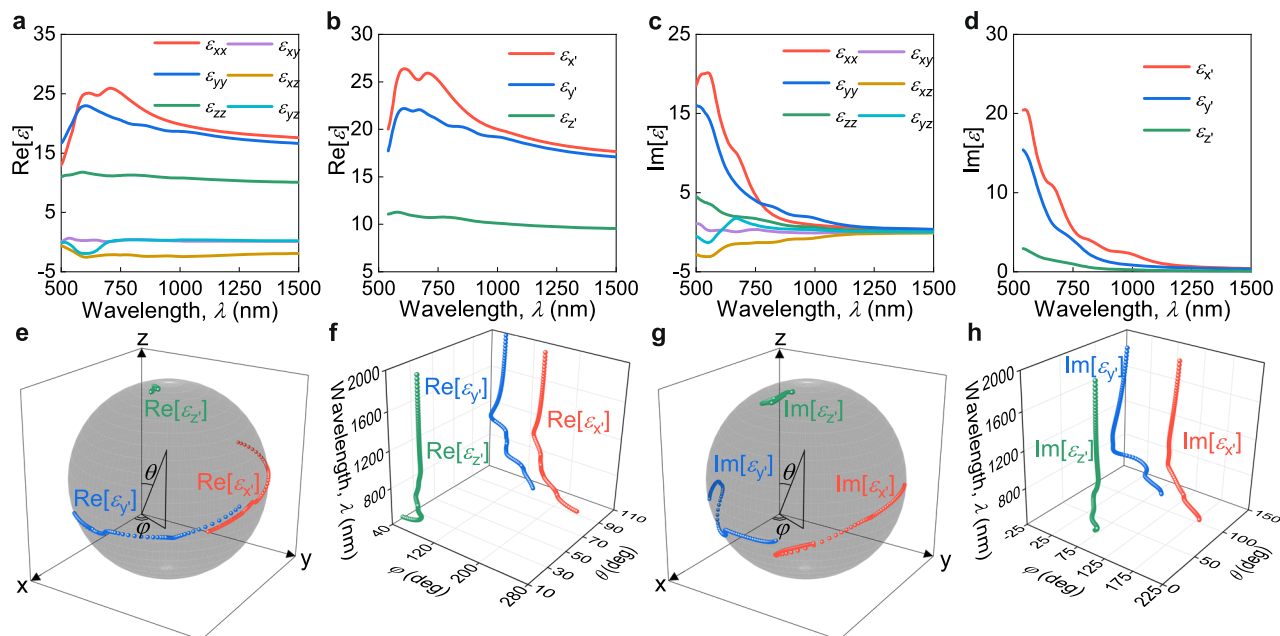 a
35
25
15
5
-5
Re[ε]
εxx
εyy
εzz
εxy
εxz
εyz
500 750 1000 1250 1500
Wavelength, λ (nm)
b
30
25
20
15
10
5
Re[ε]
εx'
εy'
εz'
500 750 1000 1250 1500
Wavelength, λ (nm)
c
25
15
5
-5
Im[ε]
εxx
εyy
εzz
εxy
εxz
εyz
500 750 1000 1250 1500
Wavelength, λ (nm)
d
30
20
10
0
Im[ε]
εx'
εy'
εz'
500 750 1000 1250 1500
Wavelength, λ (nm)
e
z
Re[εz']
θ
Re[εy']
Re[εx']
φ
x
y
f
2000
1600
1200
800
Wavelength, λ (nm)
Re[εy']
Re[εx']
Re[εz']
40
120
200
280
φ (deg)
110
90
70
50
30
10
θ (deg)
g
z
Im[εz']
θ
Im[εy']
Im[εx']
φ
x
y
h
2000
1600
1200
800
Wavelength, λ (nm)
Im[εy']
Im[εz']
Im[εx']
-25
25
75
125
175
225
φ (deg)
150
100
50
0
θ (deg)